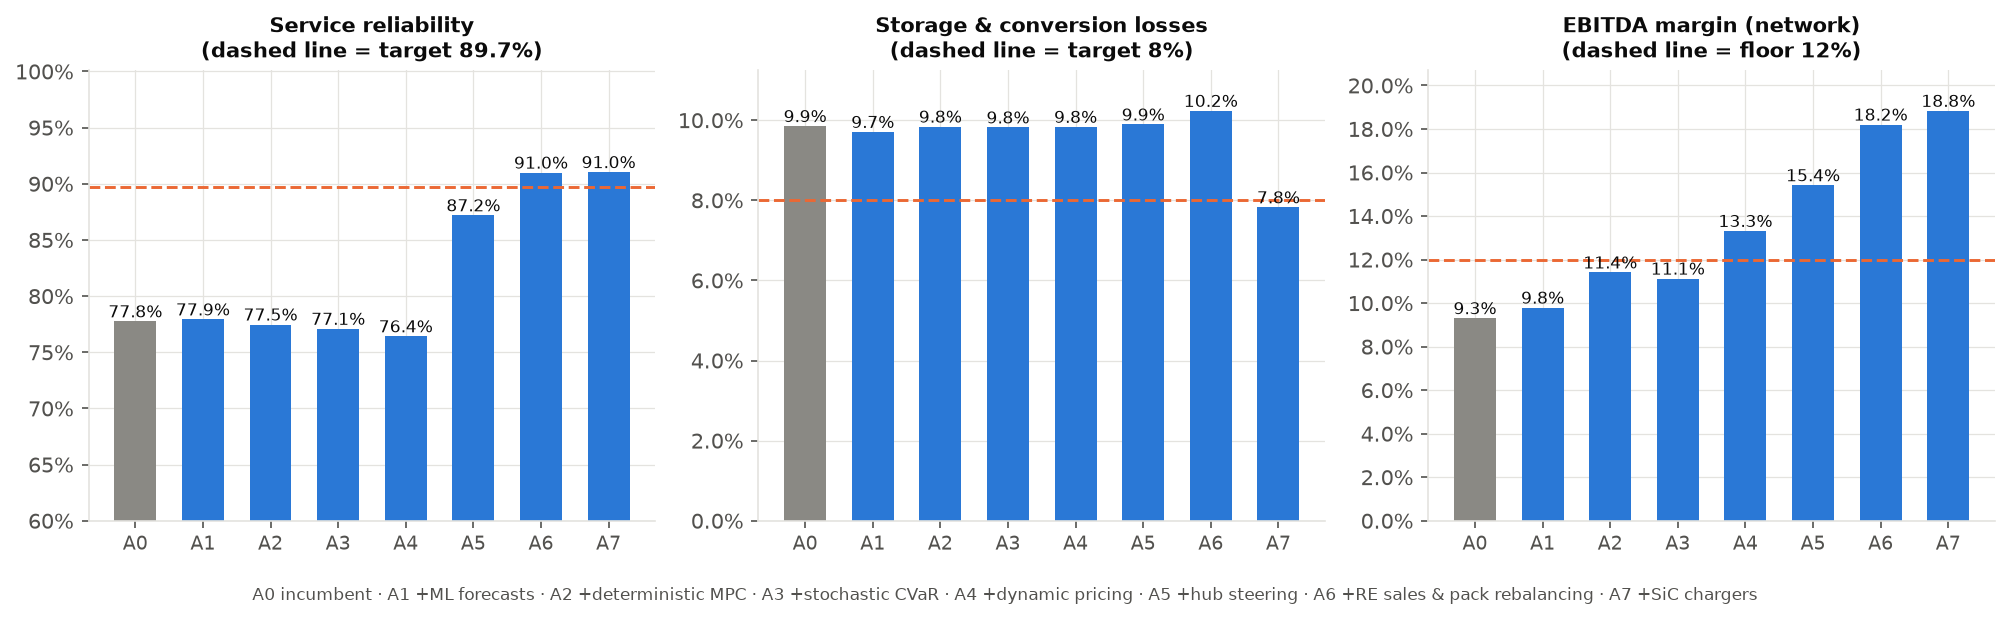 Service reliability
(dashed line = target 89.7%)
100%
95%
90%
85%
80%
75%
70%
65%
60%
77.8%
77.9%
77.5%
77.1%
76.4%
87.2%
91.0%
91.0%
A0
A1
A2
A3
A4
A5
A6
A7
Storage & conversion losses
(dashed line = target 8%)
10.0%
8.0%
6.0%
4.0%
2.0%
0.0%
9.9%
9.7%
9.8%
9.8%
9.8%
9.9%
10.2%
7.8%
A0
A1
A2
A3
A4
A5
A6
A7
EBITDA margin (network)
(dashed line = floor 12%)
20.0%
18.0%
16.0%
14.0%
12.0%
10.0%
8.0%
6.0%
4.0%
2.0%
0.0%
9.3%
9.8%
11.4%
11.1%
13.3%
15.4%
18.2%
18.8%
A0
A1
A2
A3
A4
A5
A6
A7
A0 incumbent · A1 +ML forecasts · A2 +deterministic MPC · A3 +stochastic CVaR · A4 +dynamic pricing · A5 +hub steering · A6 +RE sales & pack rebalancing · A7 +SiC chargers